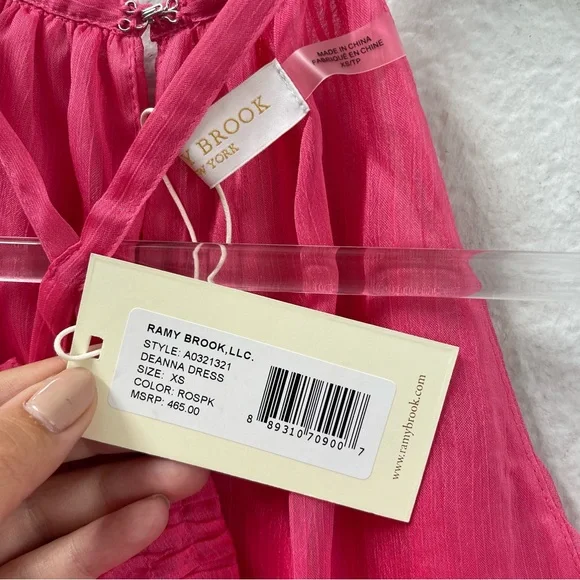 MADE IN CHINA
FABRIQUÉ EN CHINE
XS/TP
BROOK
YORK
RAMY BROOK,LLC.
STYLE: A0321321
DEANNA DRESS
SIZE: XS
COLOR: ROSPK
MSRP: 465.00
8 89310 70900 7
www.ramybrook.com